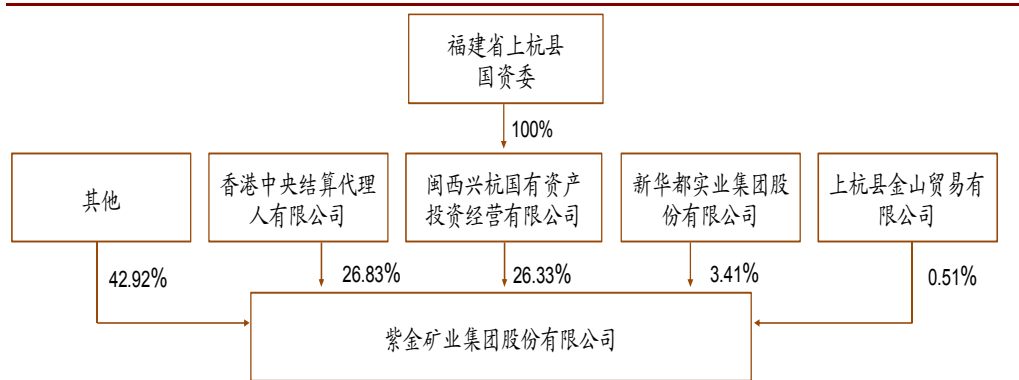 福建省上杭县
国资委
100%
其他
香港中央结算代理
人有限公司
闽西兴杭国有资产
投资经营有限公司
新华都实业集团股
份有限公司
上杭县金山贸易有
限公司
42.92%
26.83%
26.33%
3.41%
0.51%
紫金矿业集团股份有限公司